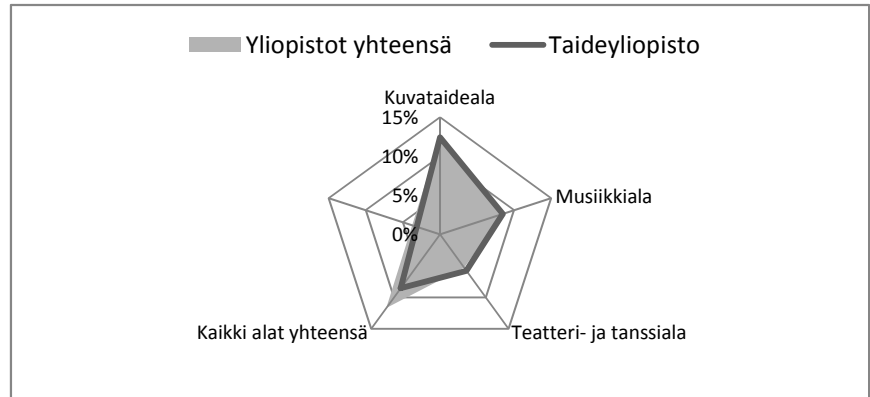 Yliopistot yhteensä Taideyliopisto
Kuvataideala
15%
10%
5%
0%
Musiikkiala
Kaikki alat yhteensä
Teatteri- ja tanssiala